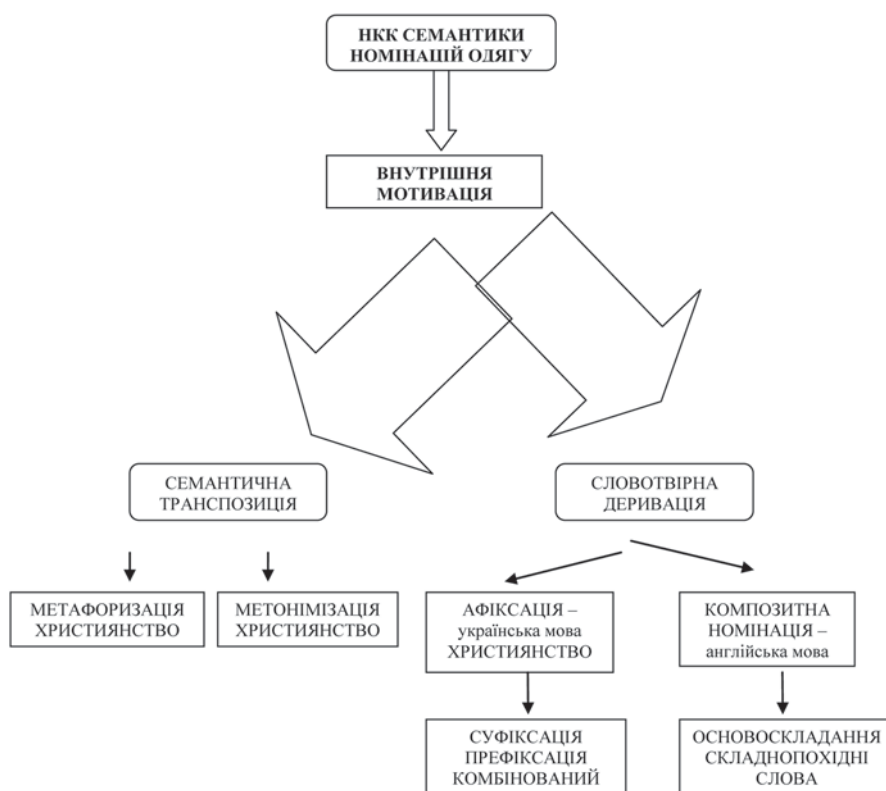 НКК СЕМАНТИКИ
НОМІНАШІЙ ОДЯГУ
ВНУТРІШНЯ
МОТИВАЦІЯ
СЕМАНТИЧНА
ТРАНСПОЗИЦІЯ
СЛОВОТВІРНА
ДЕРИВАЦІЯ
МЕТАФОРИЗАЦІЯ
ХРИСТИЯНСТВО
МЕТОНІМІЗАЦІЯ
ХРИСТИЯНСТВО
АФІКСАЦІЯ –
українська мова
ХРИСТИЯНСТВО
КОМПОЗИТНА
НОМІНАЦІЯ –
англійська мова
СУФІКСАЦІЯ
ПРЕФІКСАЦІЯ
КОМБІНОВАНИЙ
ОСНОВОСКЛАДАННЯ
СКЛАДНОПОХІДНІ
СЛОВА